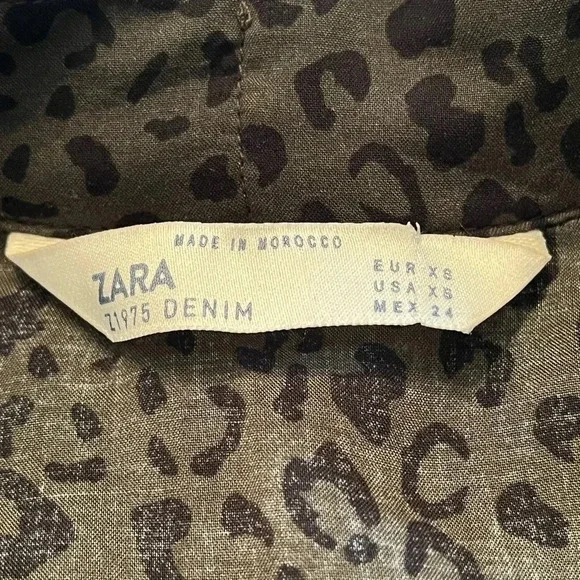 MADE IN MOROCCO
ZARA
Z1975 DENIM
EUR XS
USA XS
MEX 24